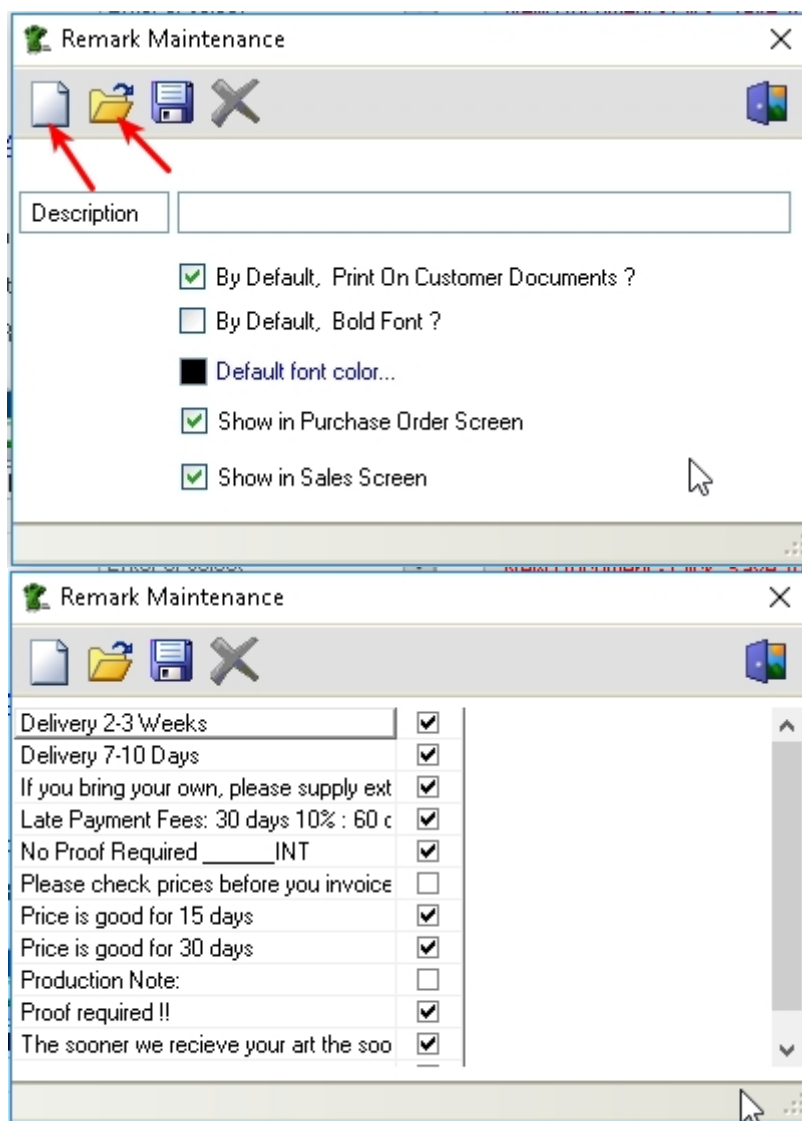 Remark Maintenance
Description
By Default, Print On Customer Documents ?
By Default, Bold Font ?
Default font color...
Show in Purchase Order Screen
Show in Sales Screen
Remark Maintenance
Delivery 2-3 Weeks
Delivery 7-10 Days
If you bring your own, please supply ext
Late Payment Fees: 30 days 10% : 60 c
No Proof Required ______INT
Please check prices before you invoice
Price is good for 15 days
Price is good for 30 days
Production Note:
Proof required !!
The sooner we recieve your art the soo